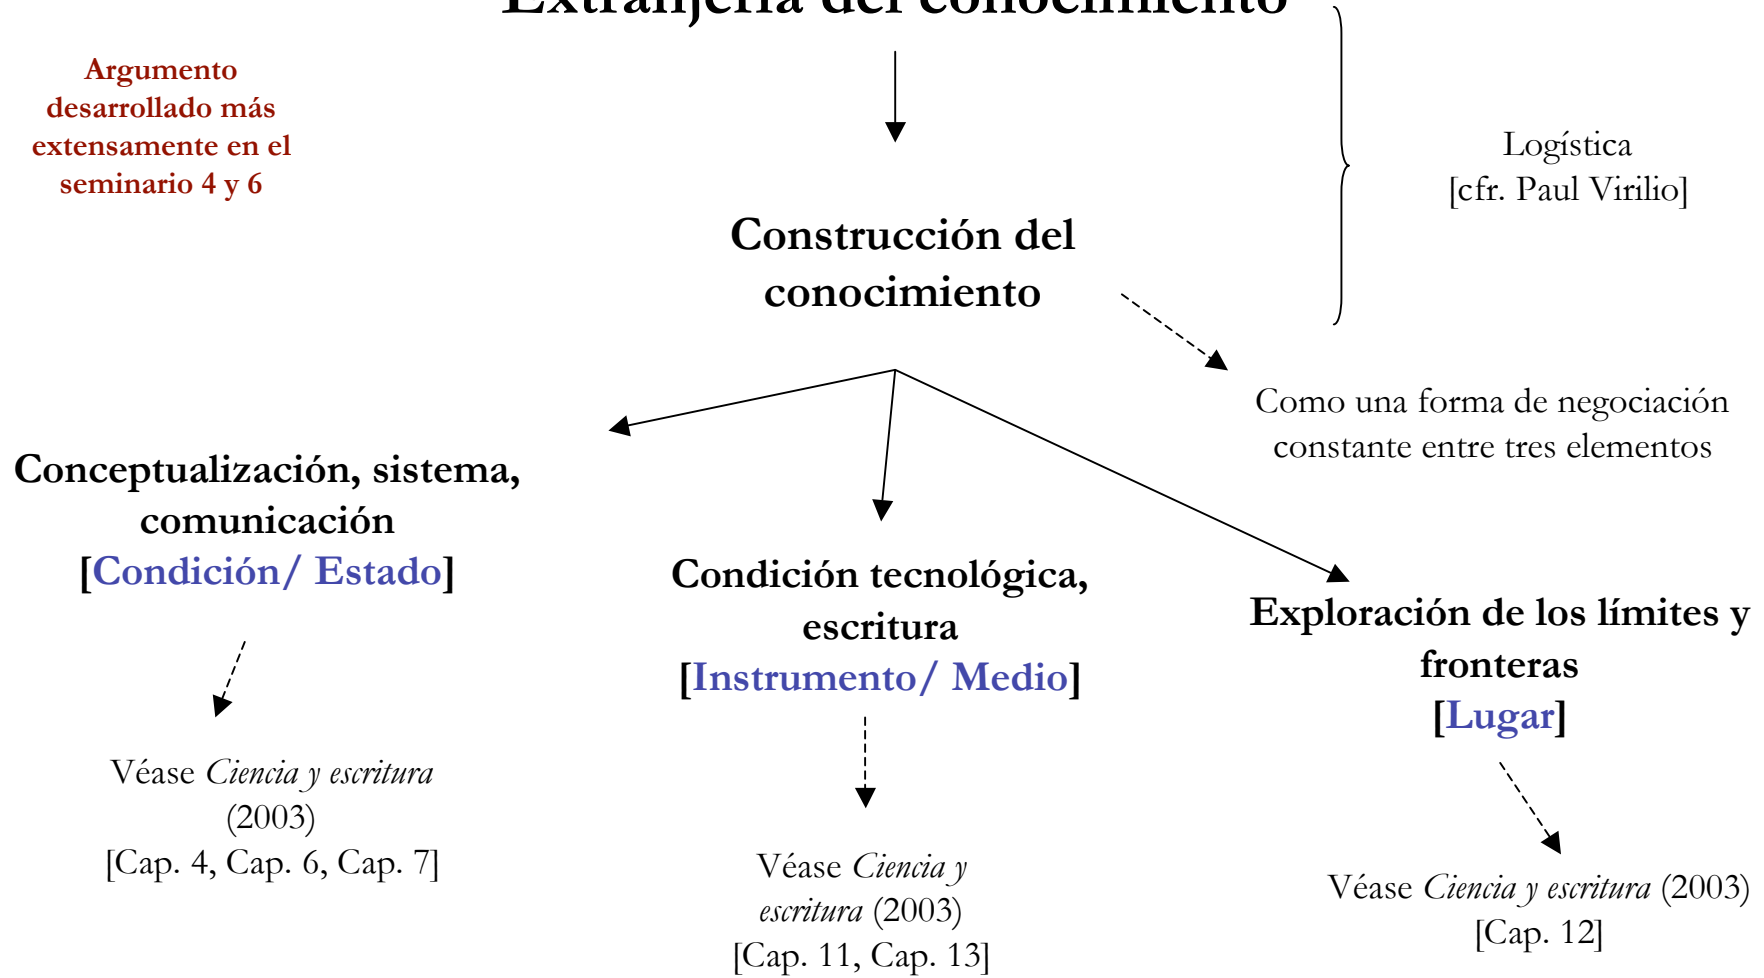 Extranjería del conocimiento
Argumento
desarrollado más
extensamente en el
seminario 4 y 6
Logística
[cfr. Paul Virilio]
Construcción del
conocimiento
Como una forma de negociación
constante entre tres elementos
Conceptualización, sistema,
comunicación
[Condición/ Estado]
Condición tecnológica,
escritura
[Instrumento/ Medio]
Exploración de los límites y
fronteras
[Lugar]
Véase Ciencia y escritura
(2003)
[Cap. 4, Cap. 6, Cap. 7]
Véase Ciencia y
escritura (2003)
[Cap. 11, Cap. 13]
Véase Ciencia y escritura (2003)
[Cap. 12]